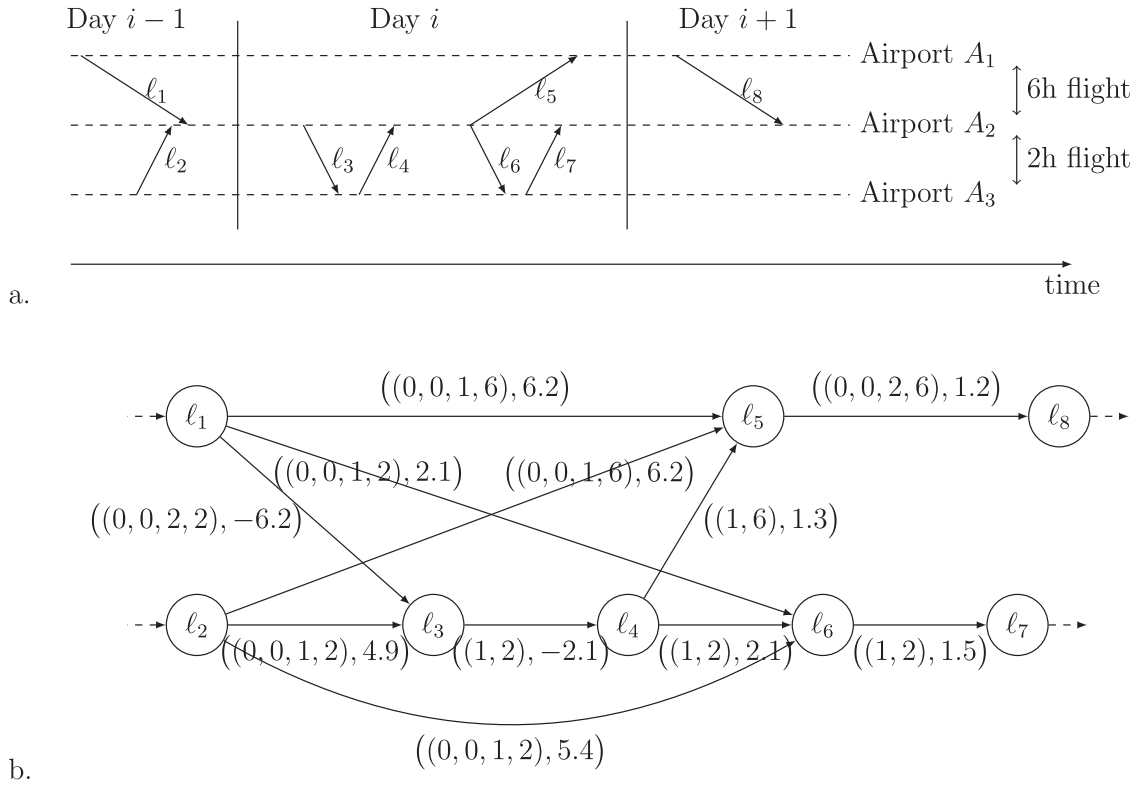 Day i − 1 Day i Day i + 1
Airport A₁
ℓ₁ ℓ₅ ℓ₈ 6h flight
Airport A₂
ℓ₂ ℓ₃ ℓ₄ ℓ₆ ℓ₇ 2h flight
Airport A₃
time
a.
((0, 0, 1, 6), 6.2) ((0, 0, 2, 6), 1.2)
ℓ₁ ℓ₅ ℓ₈
((0, 0, 1, 2), 2.1) ((0, 0, 1, 6), 6.2)
((0, 0, 2, 2), −6.2) ((1, 6), 1.3)
ℓ₂ ℓ₃ ℓ₄ ℓ₆ ℓ₇
((0, 0, 1, 2), 4.9) ((1, 2), −2.1) ((1, 2), 2.1) ((1, 2), 1.5)
((0, 0, 1, 2), 5.4)
b.